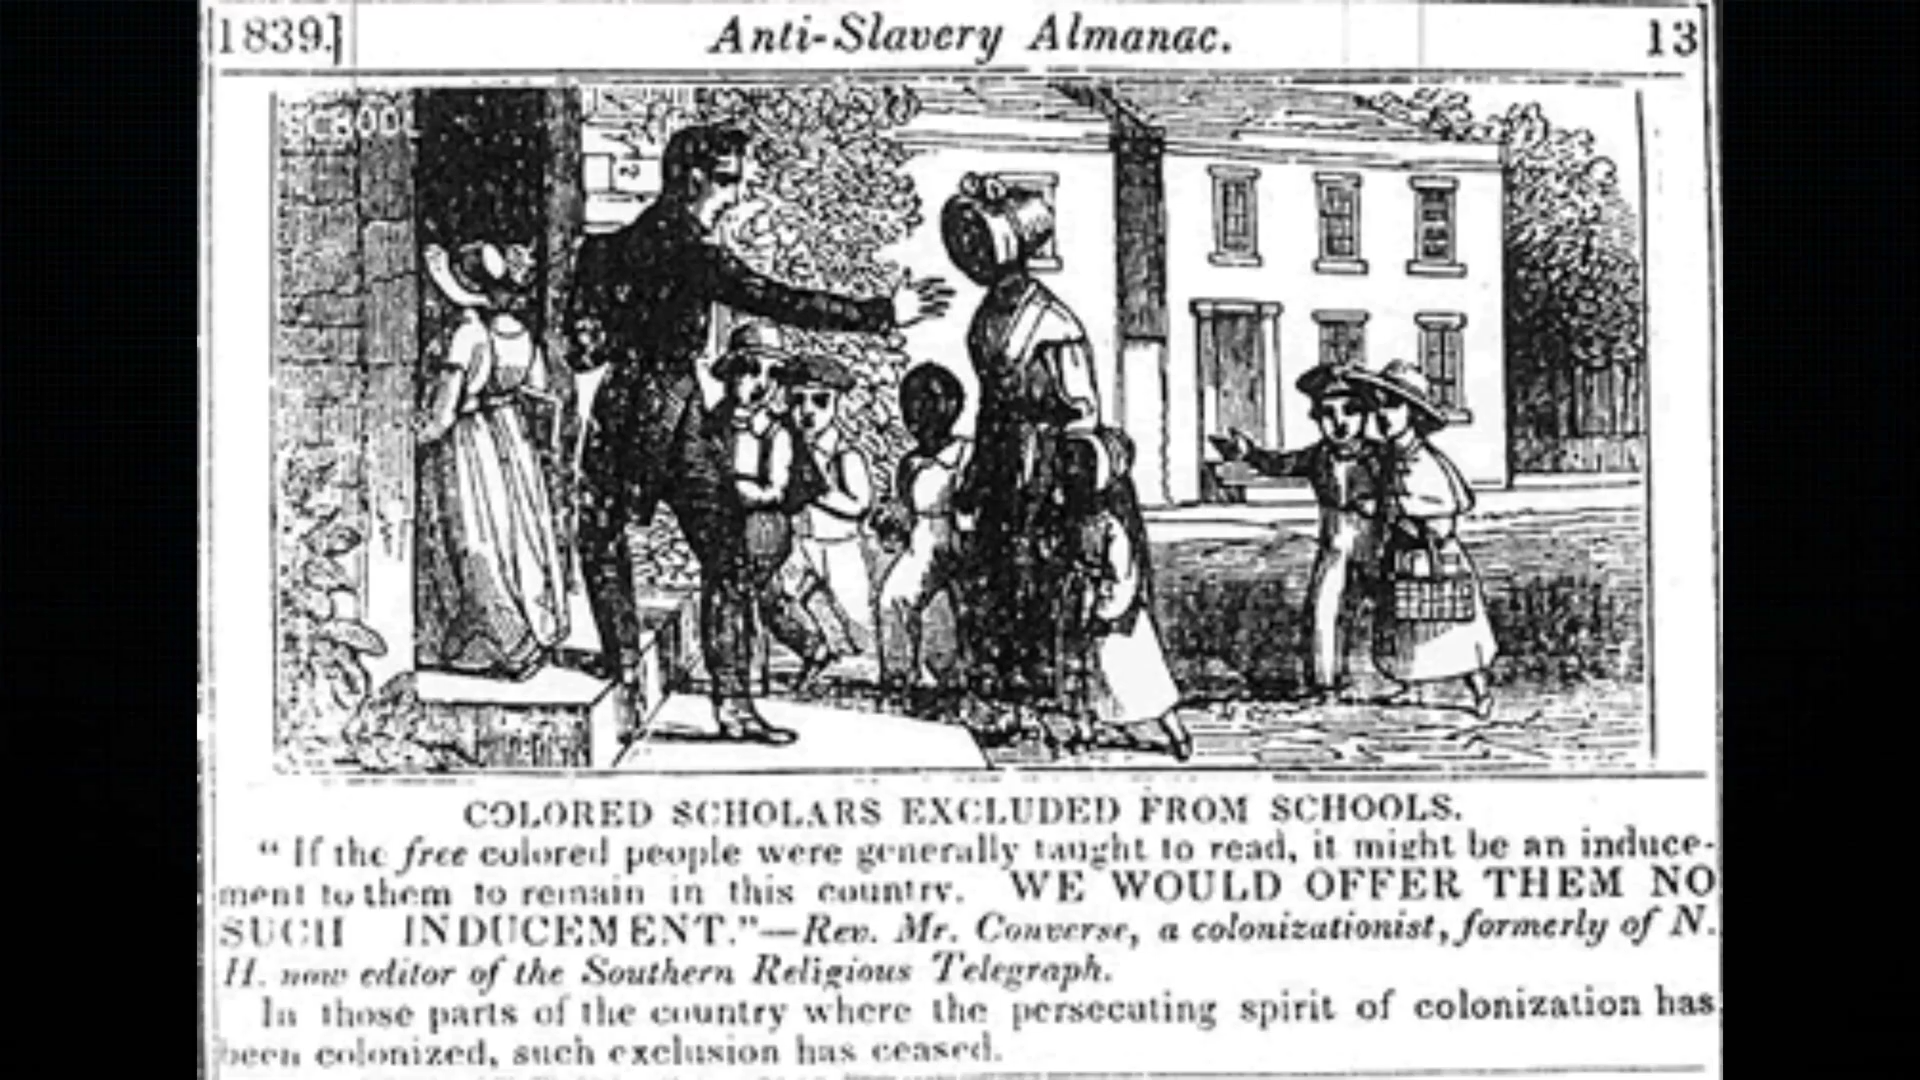 1839.]
Anti-Slavery Almanac.
13
SCHOOL
2
COLORED SCHOLARS EXCLUDED FROM SCHOOLS.
“If the free colored people were generally taught to read, it might be an induce-
ment to them to remain in this country. WE WOULD OFFER THEM NO
SUCH INDUCEMENT.”—Rev. Mr. Converse, a colonizationist, formerly of N.
H. now editor of the Southern Religious Telegraph.
In those parts of the country where the persecuting spirit of colonization has
been colonized, such exclusion has ceased.